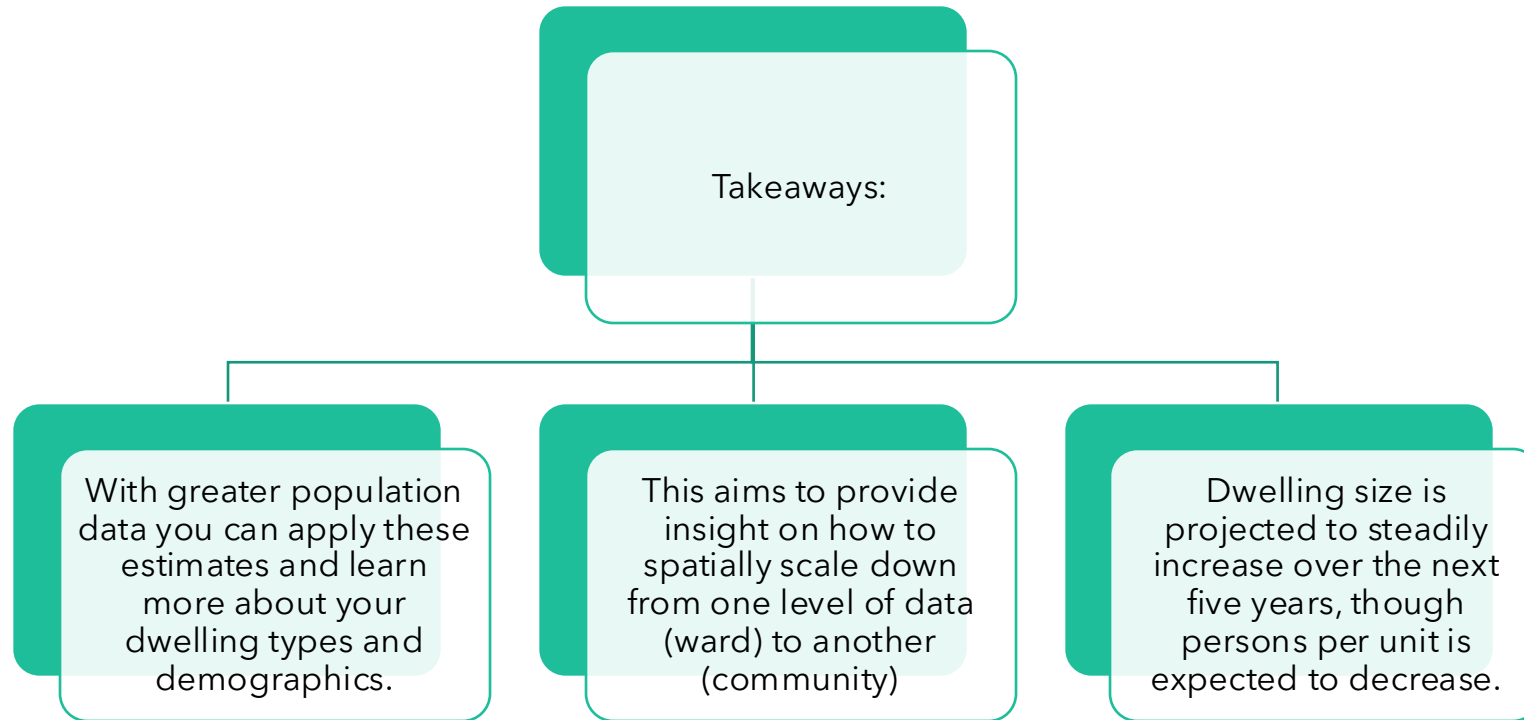 Takeaways:
With greater population
data you can apply these
estimates and learn
more about your
dwelling types and
demographics.
This aims to provide
insight on how to
spatially scale down
from one level of data
(ward) to another
(community)
Dwelling size is
projected to steadily
increase over the next
five years, though
persons per unit is
expected to decrease.